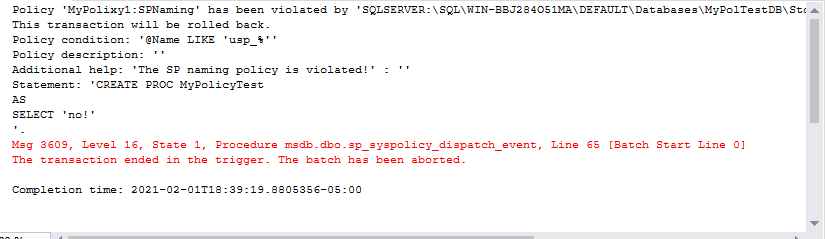 Policy 'MyPolixy1:SPNaming' has been violated by 'SQLSERVER:\SQL\WIN-BBJ284O51MA\DEFAULT\Databases\MyPolTestDB\Sto
This transaction will be rolled back.
Policy condition: '@Name LIKE 'usp_%''
Policy description: ''
Additional help: 'The SP naming policy is violated!' : ''
Statement: 'CREATE PROC MyPolicyTest
AS
SELECT 'no!'
'.
Msg 3609, Level 16, State 1, Procedure msdb.dbo.sp_syspolicy_dispatch_event, Line 65 [Batch Start Line 0]
The transaction ended in the trigger. The batch has been aborted.
Completion time: 2021-02-01T18:39:19.8805356-05:00